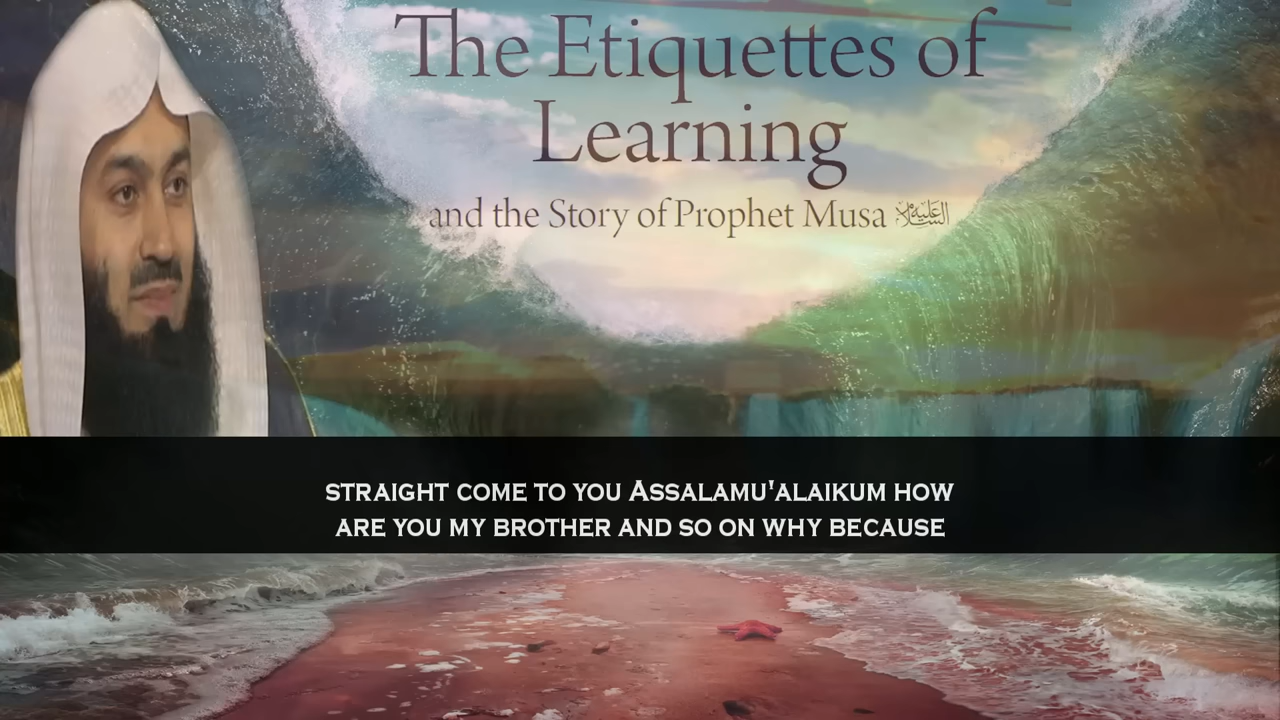 The Etiquettes of
Learning
and the Story of Prophet Musa عليه السلام
STRAIGHT COME TO YOU ASSALAMU'ALAIKUM HOW
ARE YOU MY BROTHER AND SO ON WHY BECAUSE